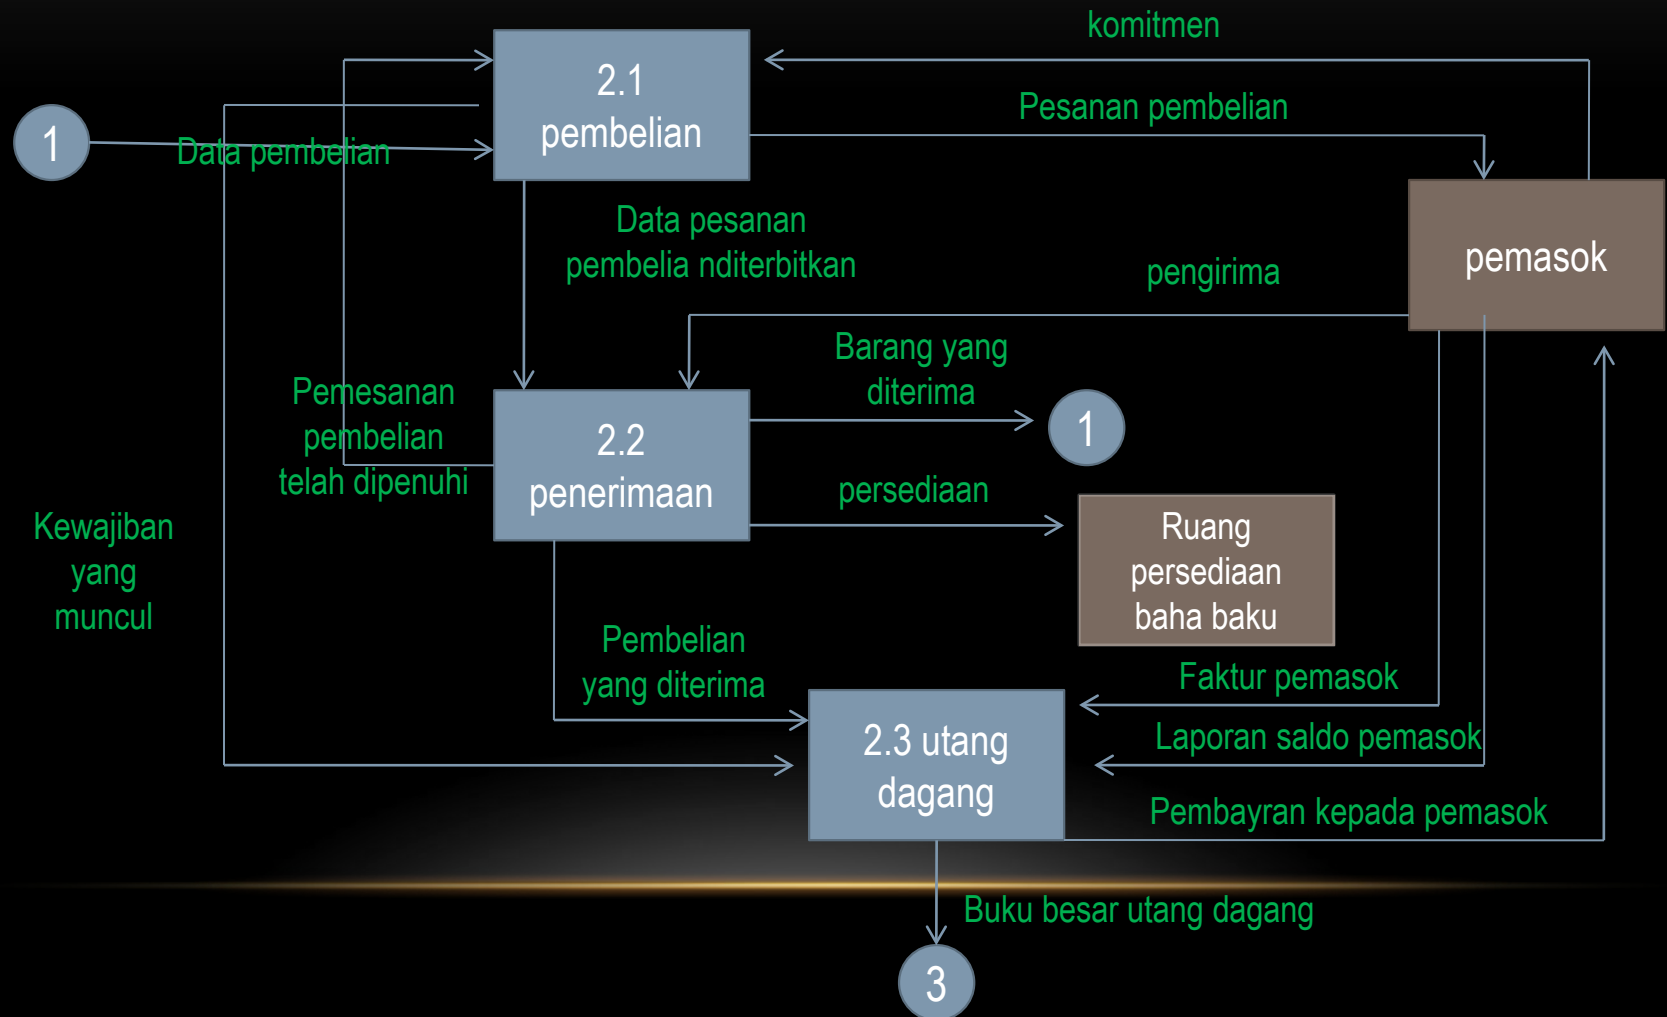 komitmen
2.1
pembelian
Pesanan pembelian
1
Data pembelian
Data pesanan
pembelia nditerbitkan
pemasok
pengirima
Barang yang
diterima
Pemesanan
pembelian
telah dipenuhi
2.2
penerimaan
1
persediaan
Kewajiban
yang
muncul
Ruang
persediaan
baha baku
Pembelian
yang diterima
Faktur pemasok
2.3 utang
dagang
Laporan saldo pemasok
Pembayran kepada pemasok
Buku besar utang dagang
3